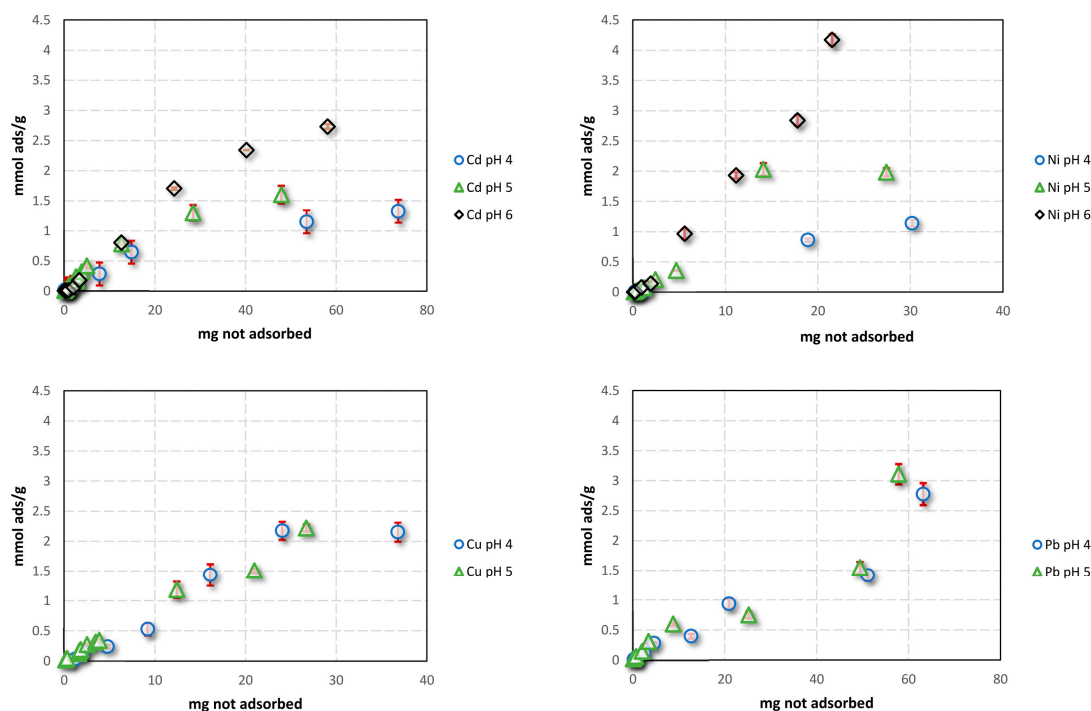 4.5
4
3.5
3
2.5
2
1.5
1
0.5
0
mmol ads/g
0 20 40 60 80
mg not adsorbed
Cd pH 4
Cd pH 5
Cd pH 6
4.5
4
3.5
3
2.5
2
1.5
1
0.5
0
mmol ads/g
0 10 20 30 40
mg not adsorbed
Ni pH 4
Ni pH 5
Ni pH 6
4.5
4
3.5
3
2.5
2
1.5
1
0.5
0
mmol ads/g
0 10 20 30 40
mg not adsorbed
Cu pH 4
Cu pH 5
4.5
4
3.5
3
2.5
2
1.5
1
0.5
0
mmol ads/g
0 20 40 60 80
mg not adsorbed
Pb pH 4
Pb pH 5